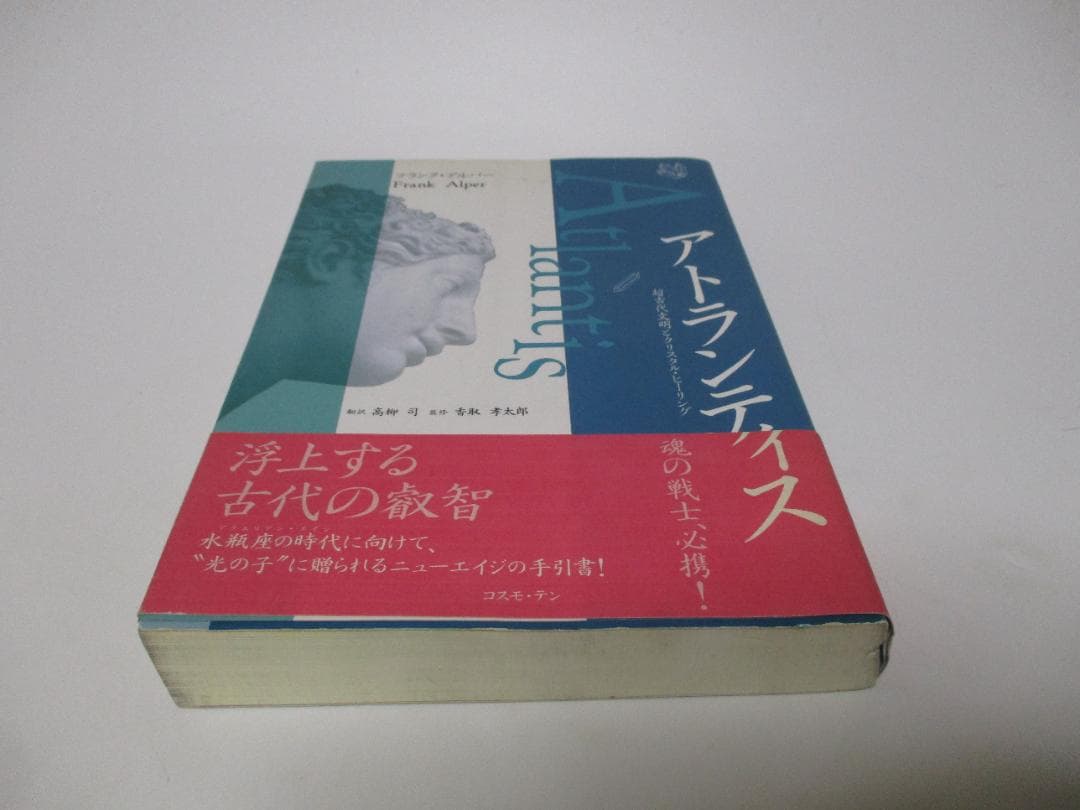 フランク・アルパー
Frank Alper
Atlantis
アトランティス
超古代文明とクリスタル・ヒーリング
翻訳 高柳 司 監修 香取 孝太郎
浮上する
古代の叡智
水瓶座の時代に向けて、
〝光の子〟に贈られるニューエイジの手引書!
魂の戦士、必携!
コスモ・テン